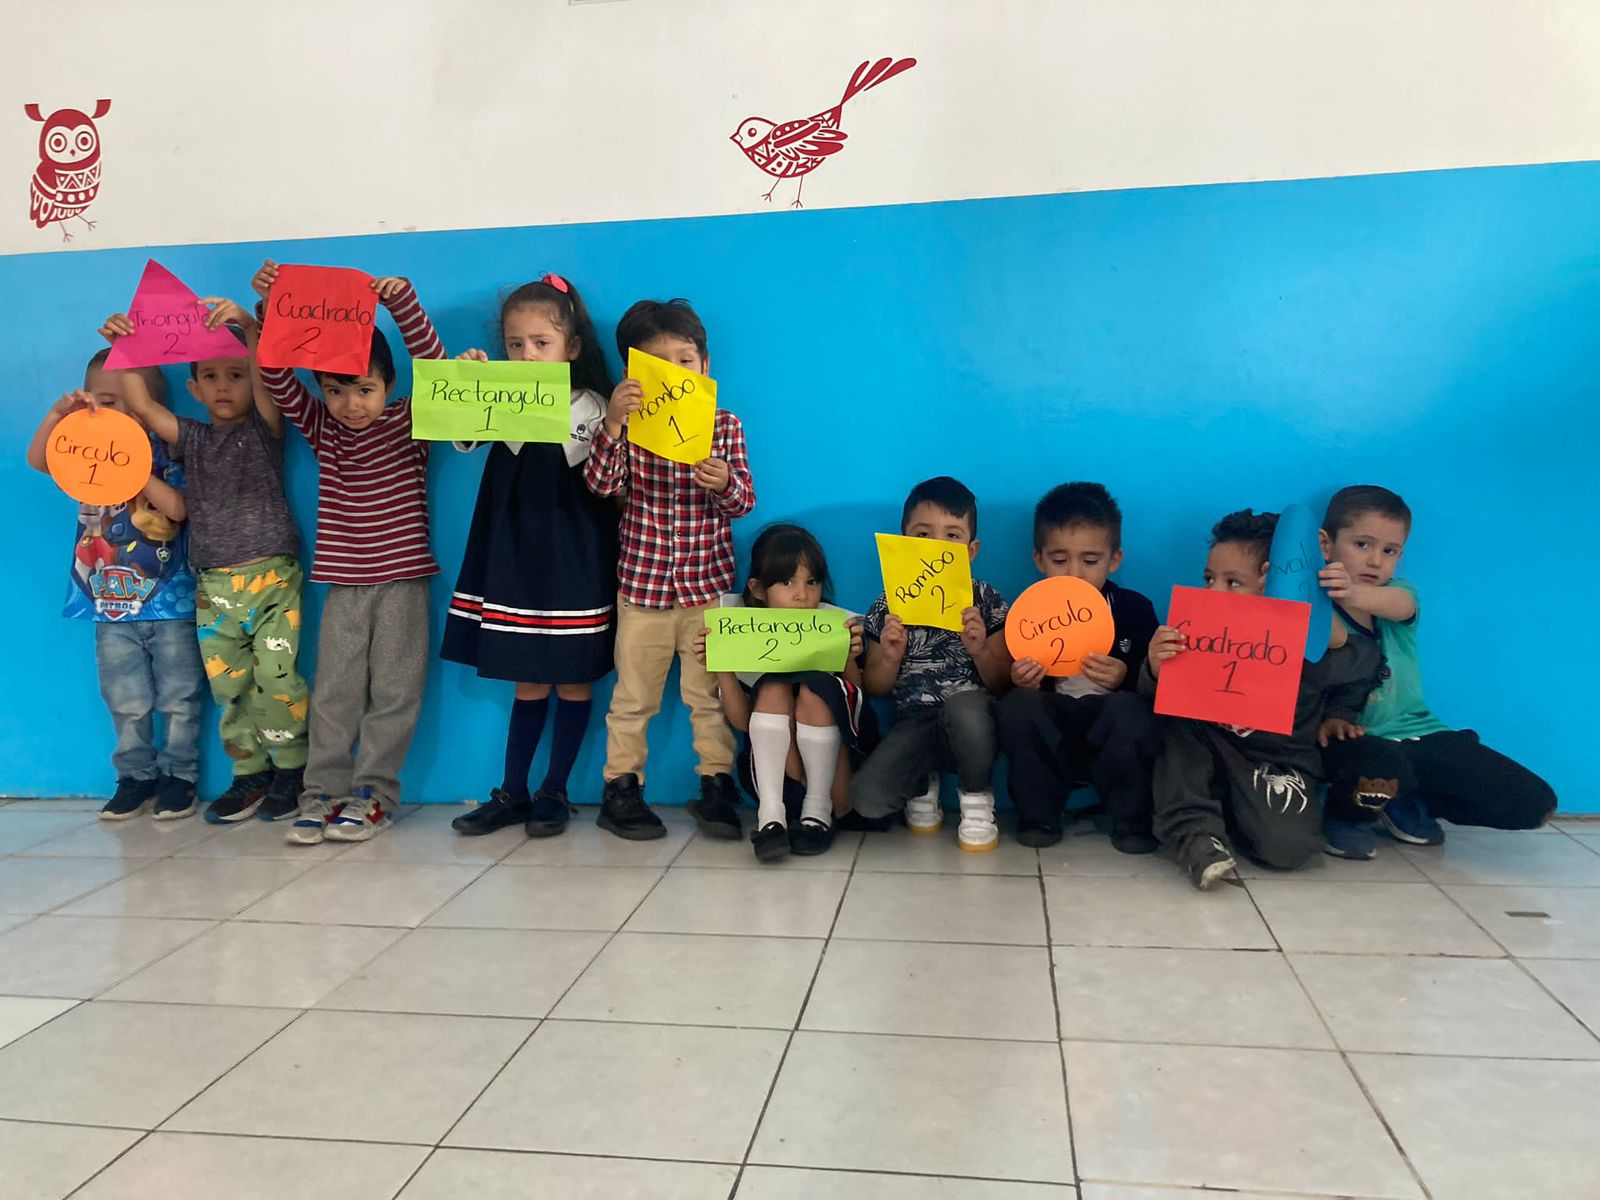 Triangulo
2
Cuadrado
2
Circulo
1
Rectangulo
1
Rombo
1
PAW
PATROL
Rectangulo
2
Rombo
2
Circulo
2
Cuadrado
1